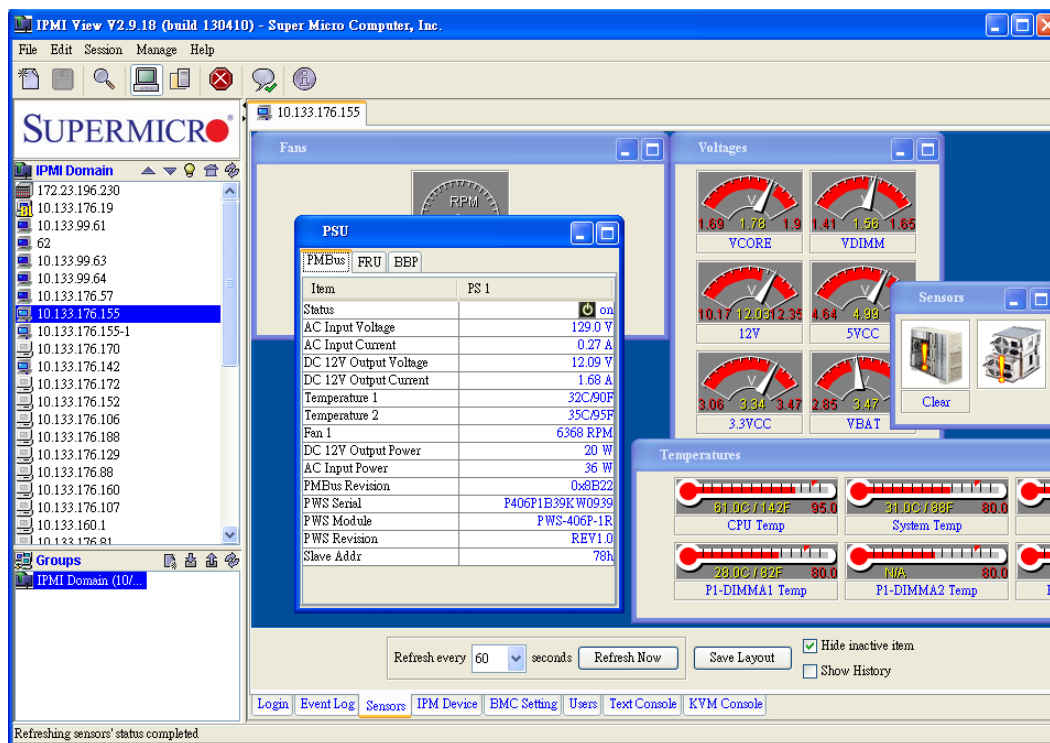 IPMI View V2.9.18 (build 130410) - Super Micro Computer, Inc.
File Edit Session Manage Help
SUPERMICRO
10.133.176.155
IPMI Domain
172.23.196.230
10.133.176.19
10.133.99.61
62
10.133.99.63
10.133.99.64
10.133.176.57
10.133.176.155
10.133.176.155-1
10.133.176.170
10.133.176.142
10.133.176.172
10.133.176.152
10.133.176.106
10.133.176.188
10.133.176.129
10.133.176.88
10.133.176.160
10.133.176.107
10.133.160.1
10.133.176.81
Groups
IPMI Domain (10/...
Fans
RPM
PSU
PMBus FRU BBP
Item PS 1
Status on
AC Input Voltage 129.0 V
AC Input Current 0.27 A
DC 12V Output Voltage 12.09 V
DC 12V Output Current 1.68 A
Temperature 1 32C/90F
Temperature 2 35C/95F
Fan 1 6368 RPM
DC 12V Output Power 20 W
AC Input Power 36 W
PMBus Revision 0x8B22
PWS Serial P406P1B39KW0939
PWS Module PWS-406P-1R
PWS Revision REV1.0
Slave Addr 78h
Voltages
V V
1.69 1.78 1.9 1.41 1.56 1.65
VCORE VDIMM
V V
10.17 12.03 12.35 4.64 4.99
12V 5VCC
V V
3.06 3.34 3.47 2.85 3.47
3.3VCC VBAT
Sensors
Clear
Temperatures
61.0C / 142F 95.0 31.0C / 88F 80.0
CPU Temp System Temp
28.0C / 82F 80.0 N/A 80.0
P1-DIMMA1 Temp P1-DIMMA2 Temp
Refresh every 60 seconds Refresh Now Save Layout
Hide inactive item
Show History
Login Event Log Sensors IPM Device BMC Setting Users Text Console KVM Console
Refreshing sensors' status completed